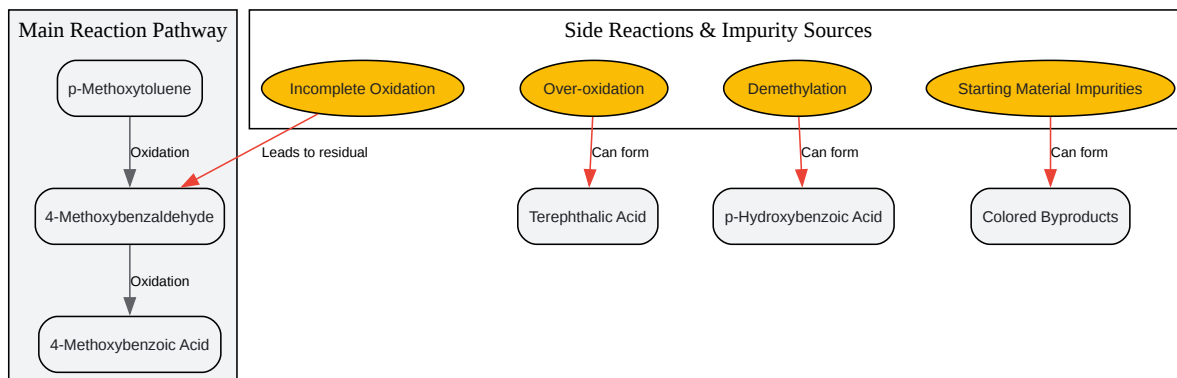 Main Reaction Pathway
Side Reactions & Impurity Sources
p-Methoxytoluene
Incomplete Oxidation
Over-oxidation
Demethylation
Starting Material Impurities
Oxidation
Leads to residual
Can form
Can form
Can form
4-Methoxybenzaldehyde
Terephthalic Acid
p-Hydroxybenzoic Acid
Colored Byproducts
Oxidation
4-Methoxybenzoic Acid